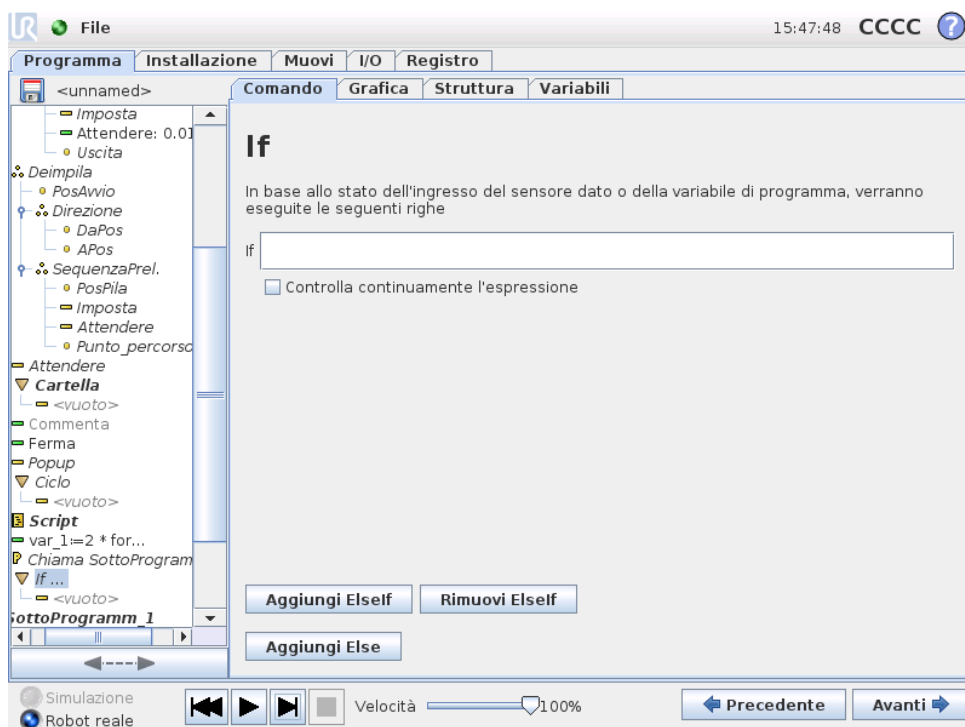 UR File 15:47:48 CCCC ?
Programma Installazione Muovi I/O Registro
<unnamed>
Comando Grafica Struttura Variabili
Imposta
Attendere: 0.01
Uscita
Deimpila
PosAvvio
Direzione
DaPos
APos
SequenzaPrel.
PosPila
Imposta
Attendere
Punto_percorso
Attendere
Cartella
<vuoto>
Commenta
Ferma
Popup
Ciclo
<vuoto>
Script
var_1:=2 * for...
Chiama SottoProgram
If ...
<vuoto>
SottoProgramm_1
If
In base allo stato dell'ingresso del sensore dato o della variabile di programma, verranno
eseguite le seguenti righe
If
Controlla continuamente l'espressione
Aggiungi ElseIf Rimuovi ElseIf
Aggiungi Else
Simulazione
Robot reale
Velocità 100%
Precedente Avanti